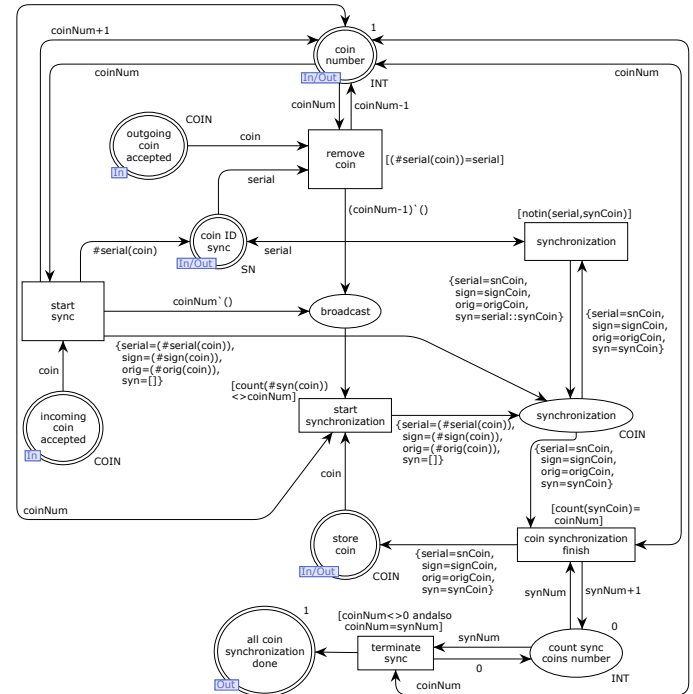 1
coinNum+1
coin
number
In/Out
INT
coinNum
coinNum
coinNum
coinNum-1
COIN
outgoing
coin
accepted
In
coin
remove
coin
[(#serial(coin))=serial]
serial
(coinNum-1)`()
[notin(serial,synCoin)]
coin ID
sync
In/Out
SN
#serial(coin)
serial
synchronization
start
sync
coinNum`()
broadcast
{serial=snCoin,
sign=signCoin,
orig=origCoin,
syn=serial::synCoin}
{serial=snCoin,
sign=signCoin,
orig=origCoin,
syn=synCoin}
{serial=(#serial(coin)),
sign=(#sign(coin)),
orig=(#orig(coin)),
syn=[]}
coin
[count(#syn(coin))
<>coinNum]
incoming
coin
accepted
In
COIN
start
synchronization
{serial=(#serial(coin)),
sign=(#sign(coin)),
orig=(#orig(coin)),
syn=[]}
synchronization
COIN
{serial=snCoin,
sign=signCoin,
orig=origCoin,
syn=synCoin}
coin
coinNum
[count(synCoin)=
coinNum]
store
coin
In/Out
COIN
{serial=snCoin,
sign=signCoin,
orig=origCoin,
syn=synCoin}
coin synchronization
finish
synNum
synNum+1
1
[coinNum<>0 andalso
coinNum=synNum]
0
all coin
synchronization
done
Out
terminate
sync
synNum
0
count sync
coins number
INT
coinNum